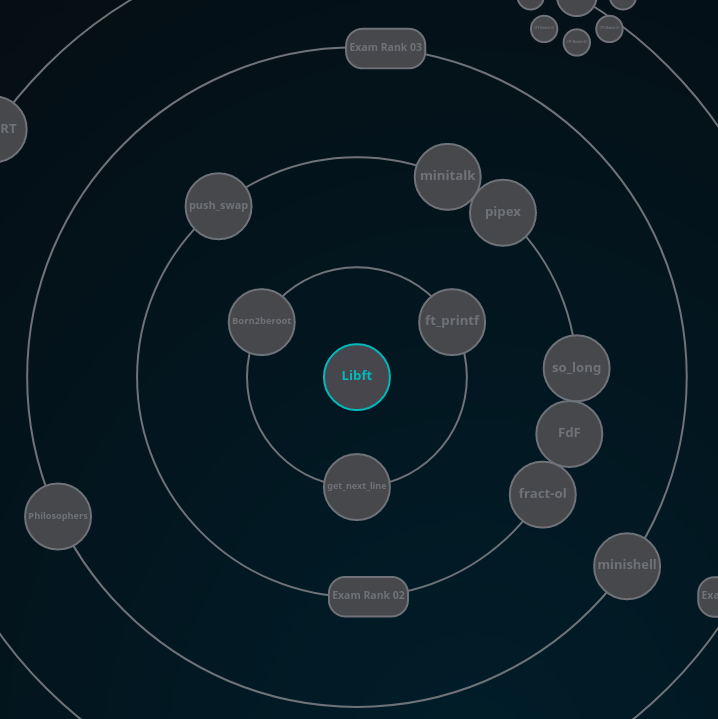 Exam Rank 03
RT
minitalk
push_swap
pipex
Born2beroot
ft_printf
so_long
Libft
FdF
get_next_line
fract-ol
Philosophers
minishell
Exam Rank 02
Exa